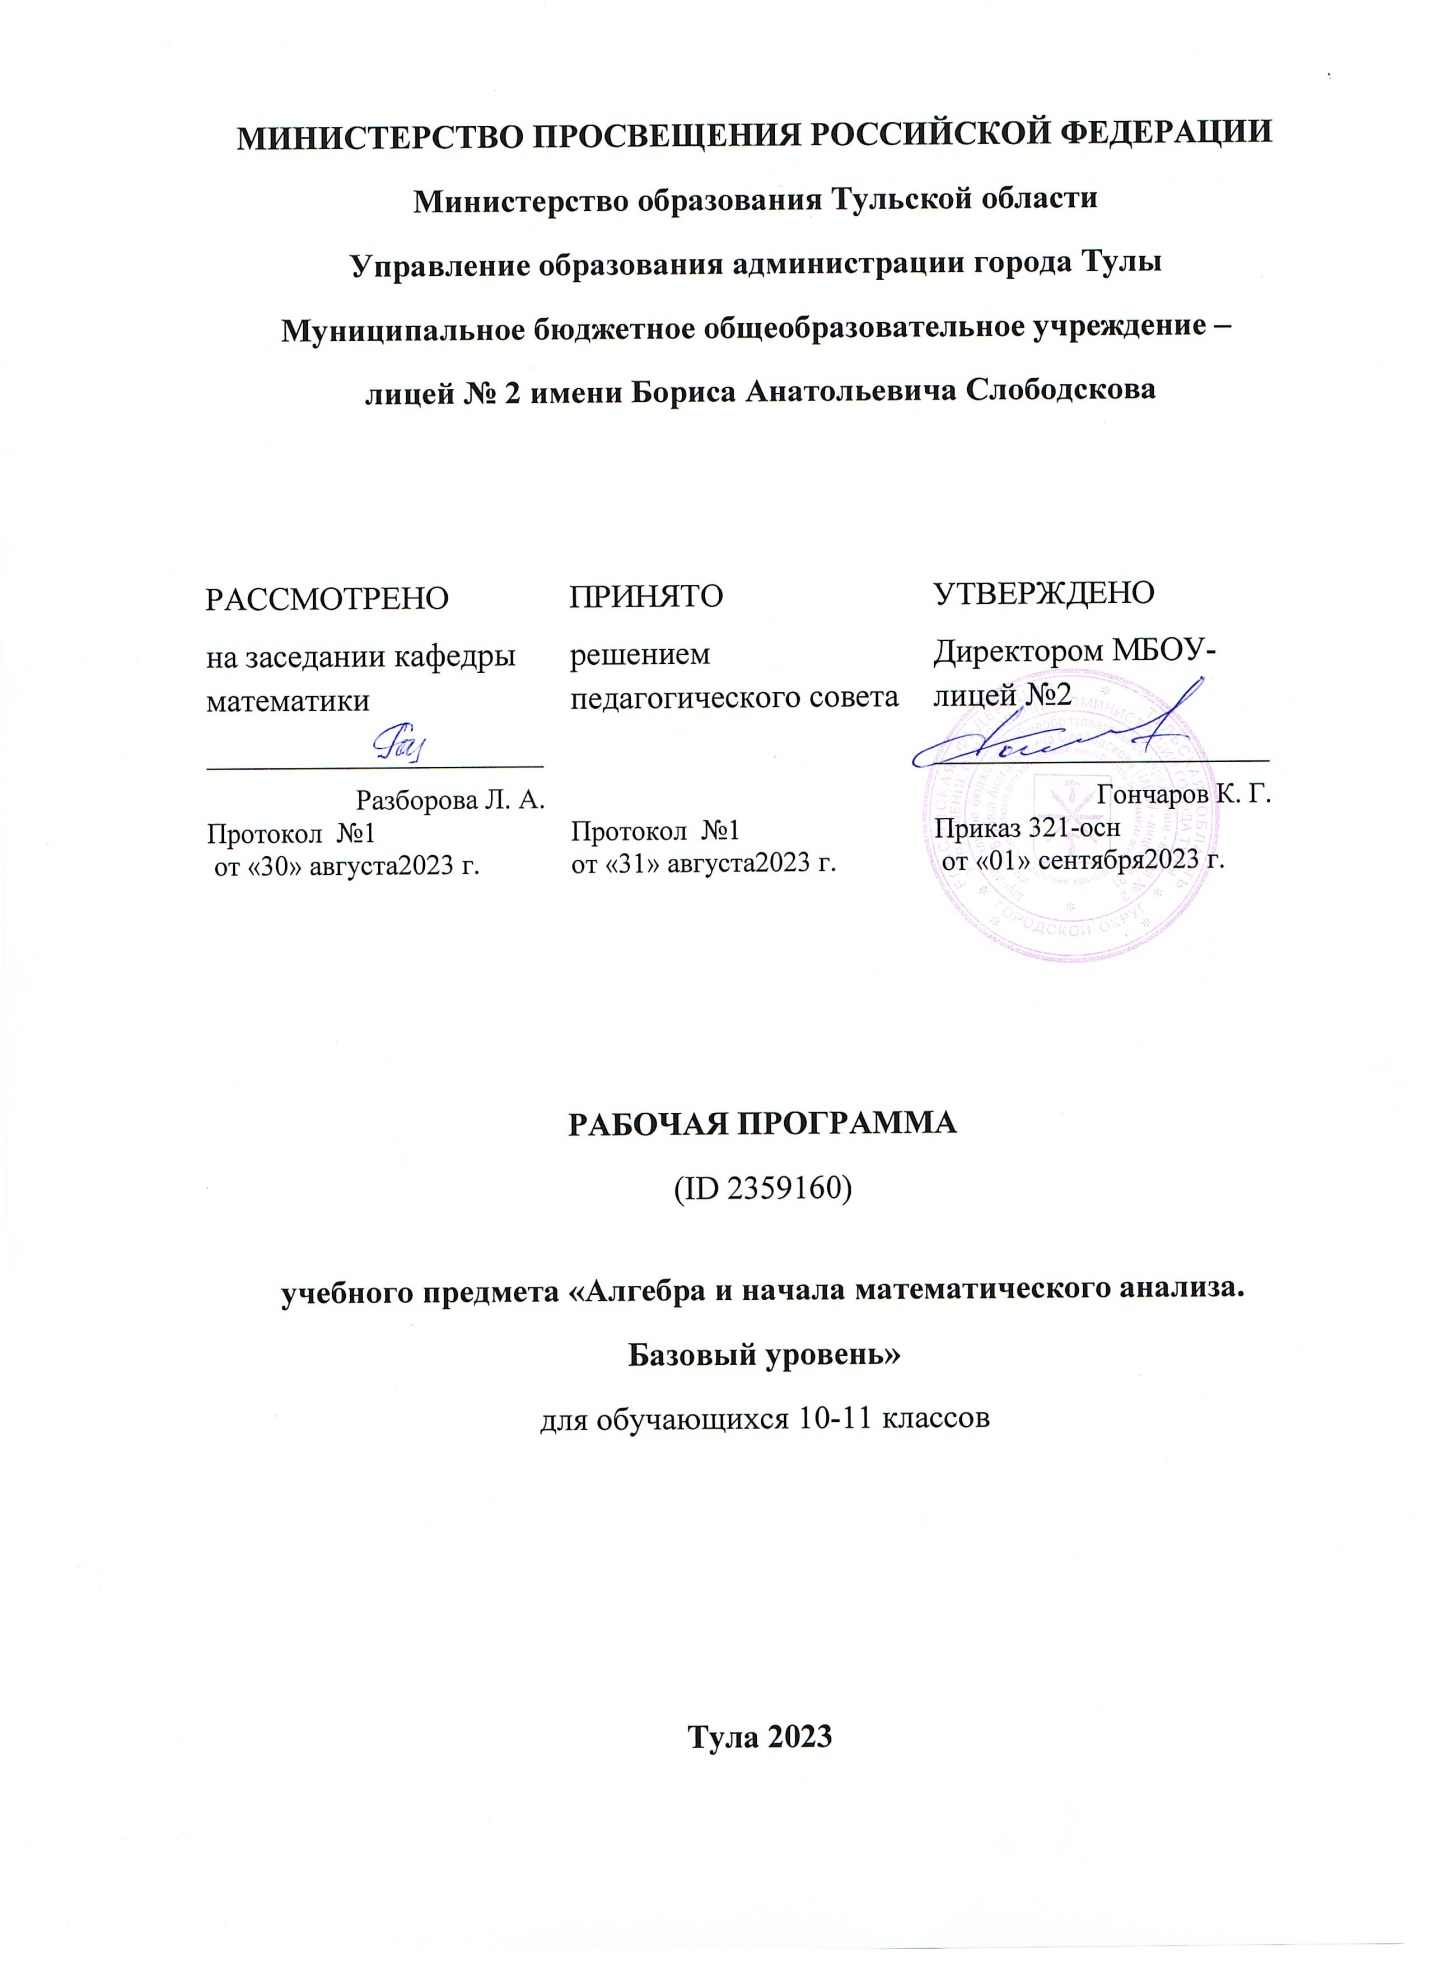 МИНИСТЕРСТВО ПРОСВЕЩЕНИЯ РОССИЙСКОЙ ФЕДЕРАЦИИ
Министерство образования Тульской области
Управление образования администрации города Тулы
Муниципальное бюджетное общеобразовательное учреждение –
лицей № 2 имени Бориса Анатольевича Слободскова
РАССМОТРЕНО
на заседании кафедры
математики
Разборова Л. А.
Протокол №1
от «30» августа2023 г.
ПРИНЯТО
решением
педагогического совета
Протокол №1
от «31» августа2023 г.
УТВЕРЖДЕНО
Директором МБОУ-
лицей №2
Гончаров К. Г.
Приказ 321-осн
от «01» сентября2023 г.
ГОРОДСКОЙ ОКРУГ
РАБОЧАЯ ПРОГРАММА
(ID 2359160)
учебного предмета «Алгебра и начала математического анализа.
Базовый уровень»
для обучающихся 10-11 классов
Тула 2023